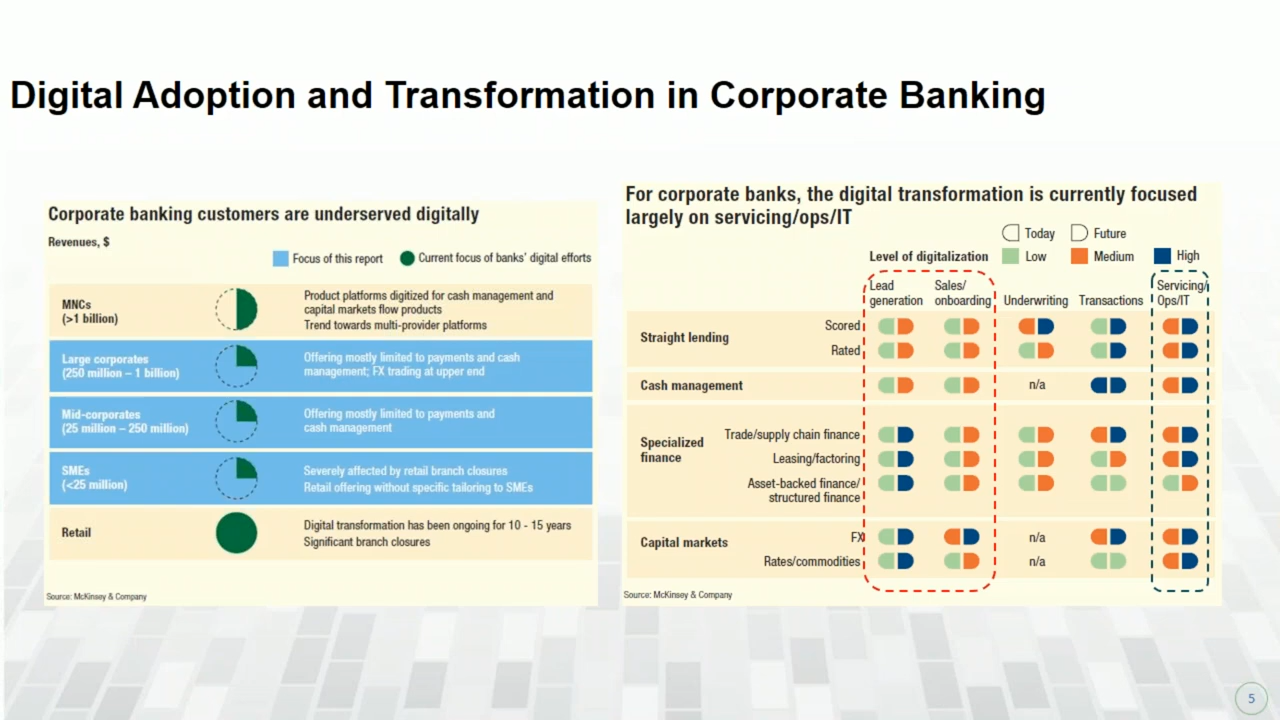 Digital Adoption and Transformation in Corporate Banking
Corporate banking customers are underserved digitally
Revenues, $
Focus of this report
Current focus of banks' digital efforts
MNCs
(>1 billion)
Product platforms digitized for cash management and
capital markets flow products
Trend towards multi-provider platforms
Large corporates
(250 million – 1 billion)
Offering mostly limited to payments and cash
management; FX trading at upper end
Mid-corporates
(25 million – 250 million)
Offering mostly limited to payments and
cash management
SMEs
(<25 million)
Severely affected by retail branch closures
Retail offering without specific tailoring to SMEs
Retail
Digital transformation has been ongoing for 10 - 15 years
Significant branch closures
Source: McKinsey & Company
For corporate banks, the digital transformation is currently focused
largely on servicing/ops/IT
Today
Future
Level of digitalization
Low
Medium
High
Lead
generation
Sales/
onboarding
Underwriting
Transactions
Servicing/
Ops/IT
Straight lending
Scored
Rated
Cash management
n/a
Specialized
finance
Trade/supply chain finance
Leasing/factoring
Asset-backed finance/
structured finance
Capital markets
FX
n/a
Rates/commodities
n/a
Source: McKinsey & Company
5